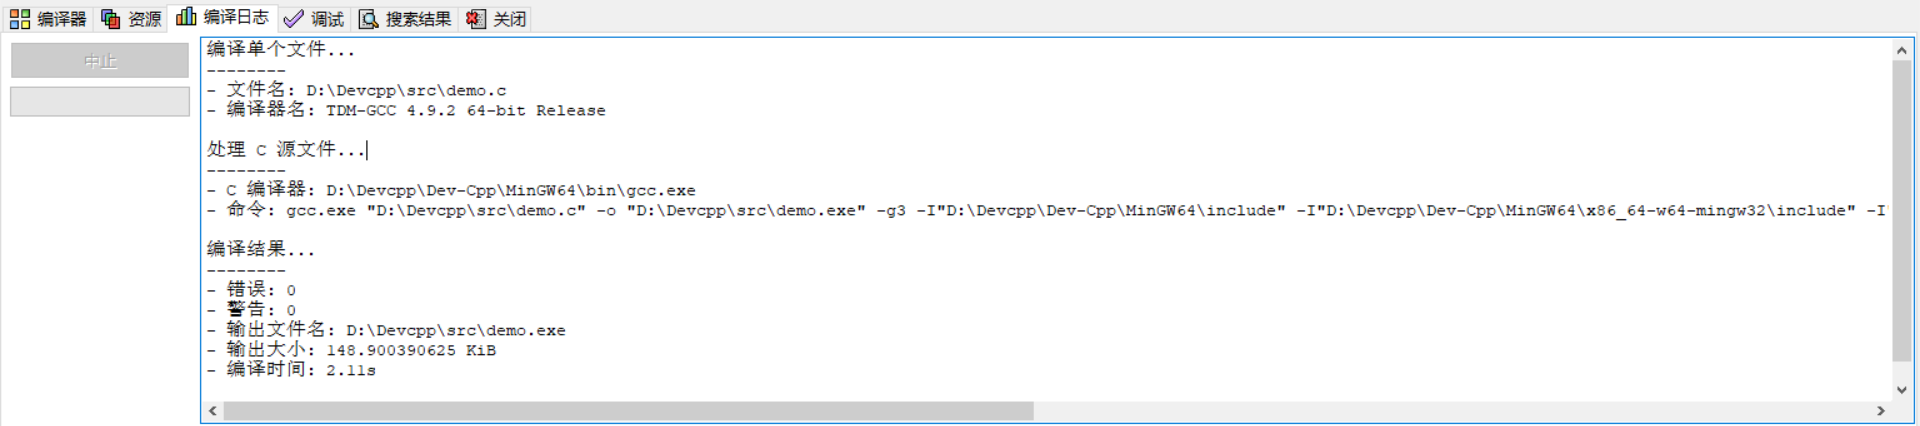 编译器 资源 编译日志 调试 搜索结果 关闭
中止
编译单个文件...
--------
- 文件名: D:\Devcpp\src\demo.c
- 编译器名: TDM-GCC 4.9.2 64-bit Release
处理 C 源文件...
--------
- C 编译器: D:\Devcpp\Dev-Cpp\MinGW64\bin\gcc.exe
- 命令: gcc.exe "D:\Devcpp\src\demo.c" -o "D:\Devcpp\src\demo.exe" -g3 -I"D:\Devcpp\Dev-Cpp\MinGW64\include" -I"D:\Devcpp\Dev-Cpp\MinGW64\x86_64-w64-mingw32\include" -I
编译结果...
--------
- 错误: 0
- 警告: 0
- 输出文件名: D:\Devcpp\src\demo.exe
- 输出大小: 148.900390625 KiB
- 编译时间: 2.11s